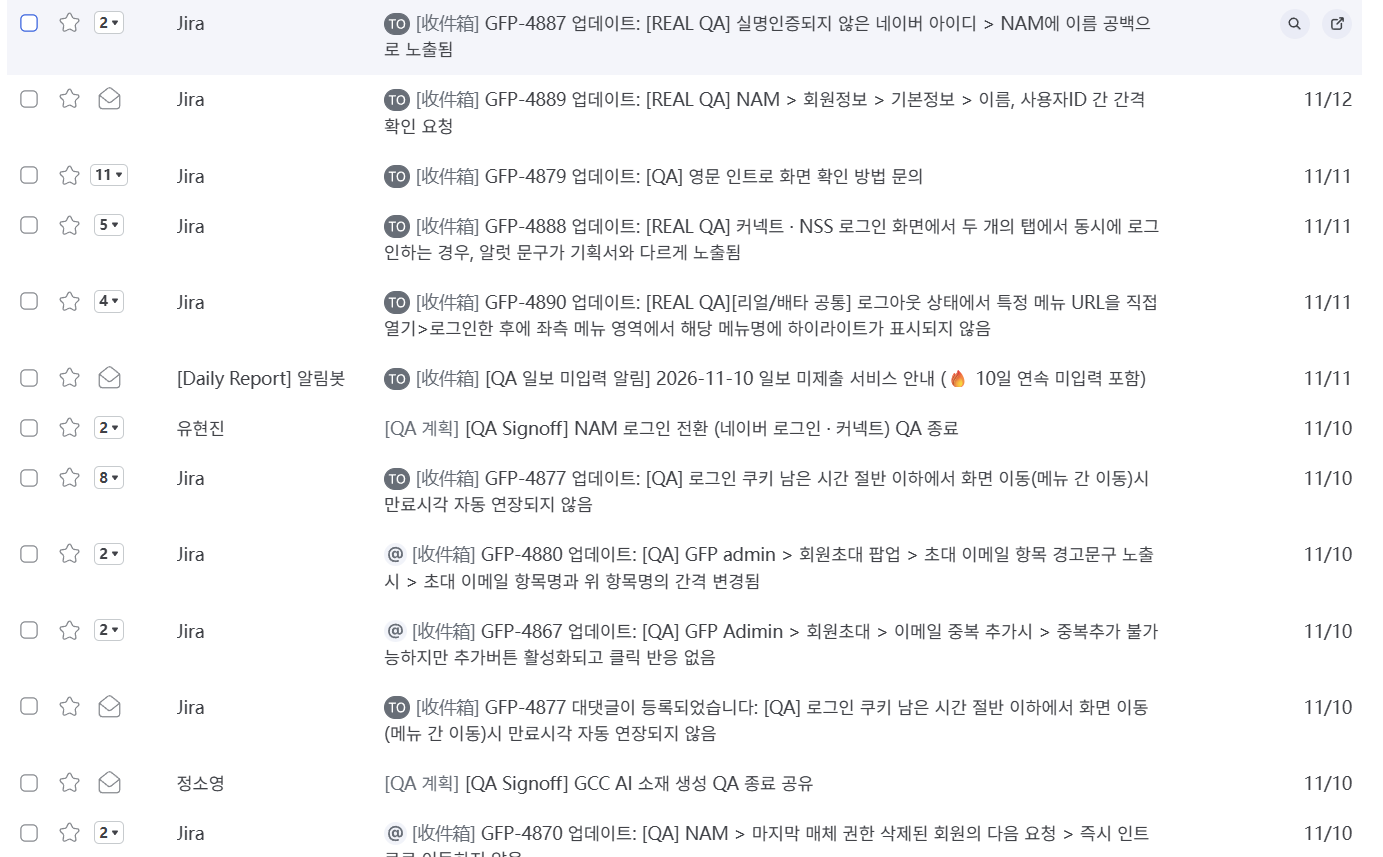 2 Jira TO [收件箱] GFP-4887 업데이트: [REAL QA] 실명인증되지 않은 네이버 아이디 > NAM에 이름 공백으
로 노출됨
Jira TO [收件箱] GFP-4889 업데이트: [REAL QA] NAM > 회원정보 > 기본정보 > 이름, 사용자ID 간 간격 11/12
확인 요청
11 Jira TO [收件箱] GFP-4879 업데이트: [QA] 영문 인트로 화면 확인 방법 문의 11/11
5 Jira TO [收件箱] GFP-4888 업데이트: [REAL QA] 커넥트 · NSS 로그인 화면에서 두 개의 탭에서 동시에 로그 11/11
인하는 경우, 알럿 문구가 기획서와 다르게 노출됨
4 Jira TO [收件箱] GFP-4890 업데이트: [REAL QA][리얼/배타 공통] 로그아웃 상태에서 특정 메뉴 URL을 직접 11/11
열기>로그인한 후에 좌측 메뉴 영역에서 해당 메뉴명에 하이라이트가 표시되지 않음
[Daily Report] 알림봇 TO [收件箱] [QA 일보 미입력 알림] 2026-11-10 일보 미제출 서비스 안내 (🔥 10일 연속 미입력 포함) 11/11
2 유현진 [QA 계획] [QA Signoff] NAM 로그인 전환 (네이버 로그인 · 커넥트) QA 종료 11/10
8 Jira TO [收件箱] GFP-4877 업데이트: [QA] 로그인 쿠키 남은 시간 절반 이하에서 화면 이동(메뉴 간 이동)시 11/10
만료시각 자동 연장되지 않음
2 Jira @ [收件箱] GFP-4880 업데이트: [QA] GFP admin > 회원초대 팝업 > 초대 이메일 항목 경고문구 노출 11/10
시 > 초대 이메일 항목명과 위 항목명의 간격 변경됨
2 Jira @ [收件箱] GFP-4867 업데이트: [QA] GFP Adimin > 회원초대 > 이메일 중복 추가시 > 중복추가 불가 11/10
능하지만 추가버튼 활성화되고 클릭 반응 없음
Jira TO [收件箱] GFP-4877 대댓글이 등록되었습니다: [QA] 로그인 쿠키 남은 시간 절반 이하에서 화면 이동 11/10
(메뉴 간 이동)시 만료시각 자동 연장되지 않음
정소영 [QA 계획] [QA Signoff] GCC AI 소재 생성 QA 종료 공유 11/10
2 Jira @ [收件箱] GFP-4870 업데이트: [QA] NAM > 마지막 매체 권한 삭제된 회원의 다음 요청 > 즉시 인트 11/10